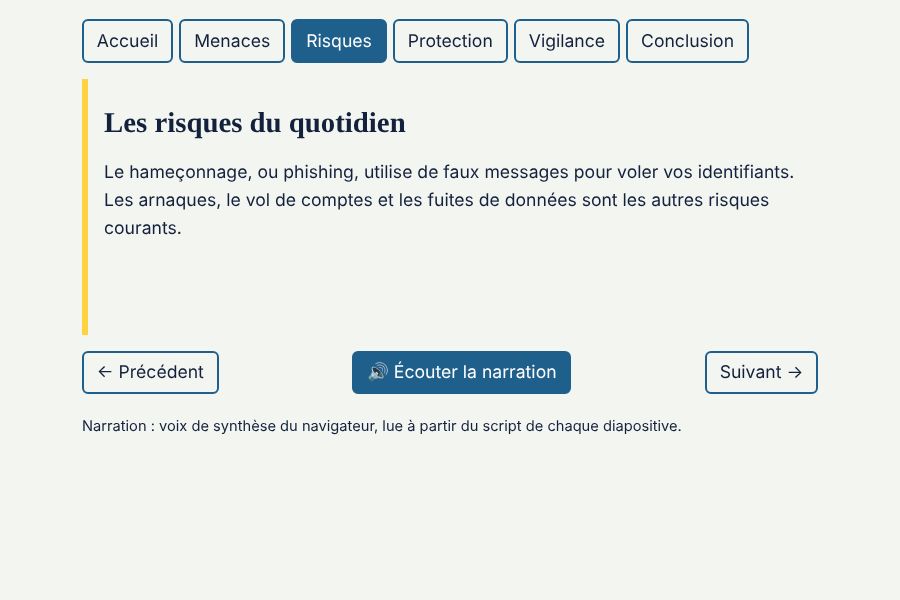 Accueil Menaces Risques Protection Vigilance Conclusion
Les risques du quotidien
Le hameçonnage, ou phishing, utilise de faux messages pour voler vos identifiants.
Les arnaques, le vol de comptes et les fuites de données sont les autres risques
courants.
← Précédent 🔊 Écouter la narration Suivant →
Narration : voix de synthèse du navigateur, lue à partir du script de chaque diapositive.